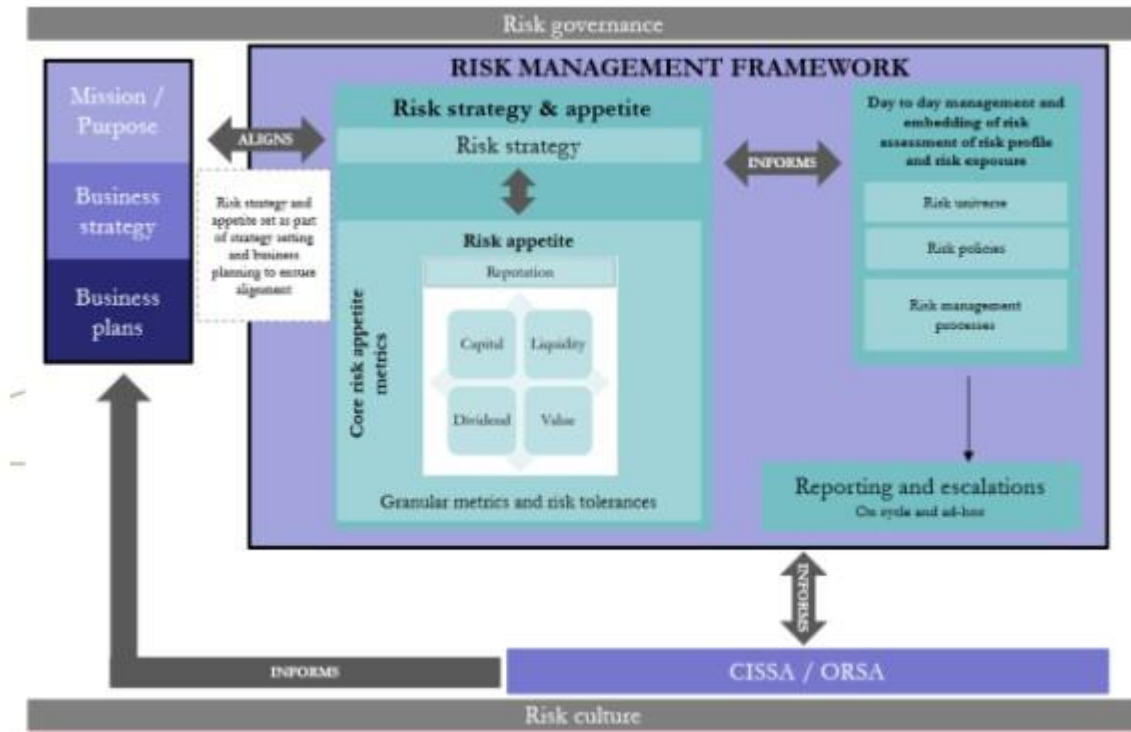 Risk governance
RISK MANAGEMENT FRAMEWORK
Mission /
Purpose
Business
strategy
Business
plans
ALIGNS
Risk strategy and
appetite set as part
of strategy setting
and business
planning to ensure
alignment
Risk strategy & appetite
Risk strategy
Risk appetite
Reputation
Capital
Liquidity
Dividend
Value
Core risk appetite
metrics
Granular metrics and risk tolerances
INFORMS
Day to day management and
embedding of risk
assessment of risk profile
and risk exposure
Risk universe
Risk policies
Risk management
processes
Reporting and escalations
On cycle and ad-hoc
INFORMS
INFORMS
CISSA / ORSA
Risk culture